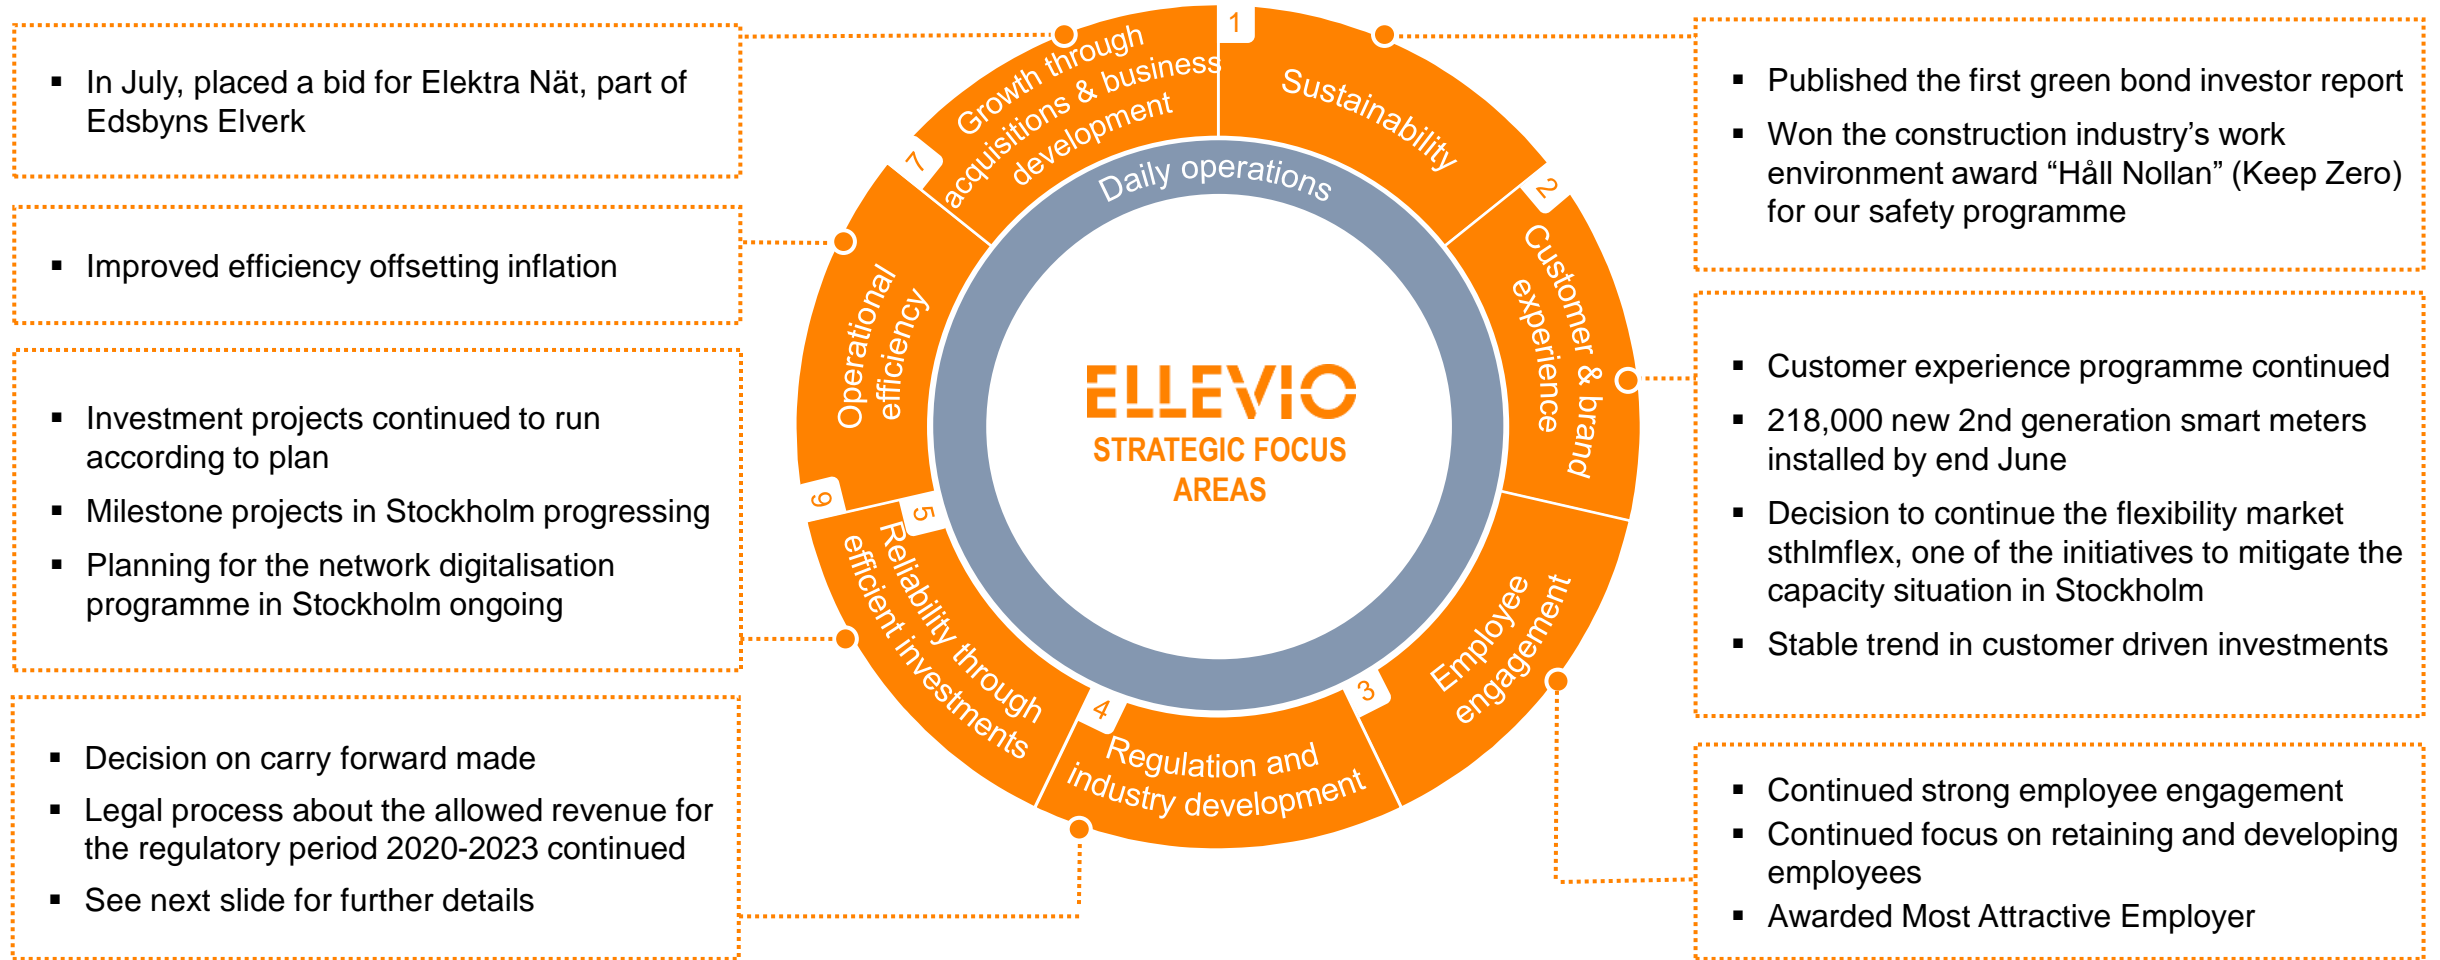 In July, placed a bid for Elektra Nät, part of
Edsbyns Elverk
Improved efficiency offsetting inflation
Investment projects continued to run
according to plan
Milestone projects in Stockholm progressing
Planning for the network digitalisation
programme in Stockholm ongoing
Decision on carry forward made
Legal process about the allowed revenue for
the regulatory period 2020-2023 continued
See next slide for further details
1
Sustainability
2
Customer & brand
experience
Employee
engagement
3
Regulation and
industry development
4
Reliability through
efficient investments
5
Operational
efficiency
6
Growth through
acquisitions & business
development
7
Daily operations
ELLEVIO
STRATEGIC FOCUS
AREAS
Published the first green bond investor report
Won the construction industry’s work
environment award “Håll Nollan” (Keep Zero)
for our safety programme
Customer experience programme continued
218,000 new 2nd generation smart meters
installed by end June
Decision to continue the flexibility market
sthlmflex, one of the initiatives to mitigate the
capacity situation in Stockholm
Stable trend in customer driven investments
Continued strong employee engagement
Continued focus on retaining and developing
employees
Awarded Most Attractive Employer